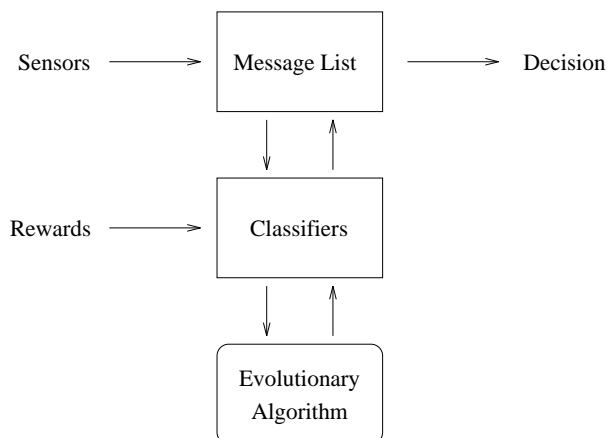 Sensors
Message List
Decision
Rewards
Classifiers
Evolutionary
Algorithm